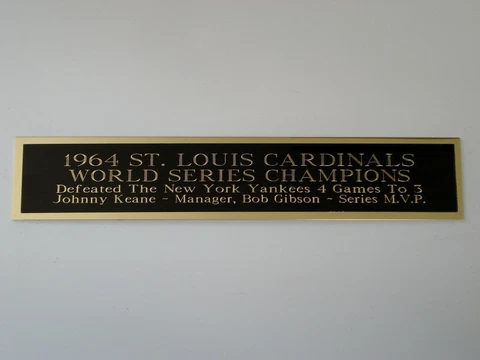 1964 ST. LOUIS CARDINALS
WORLD SERIES CHAMPIONS
Defeated The New York Yankees 4 Games To 3
Johnny Keane ~ Manager, Bob Gibson ~ Series M.V.P.